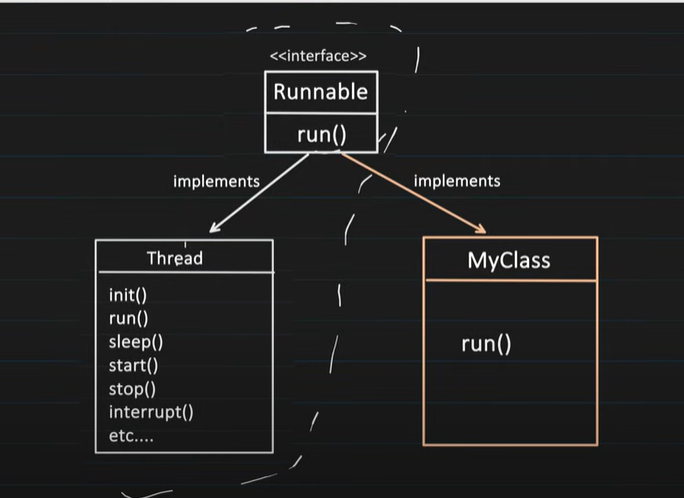 <<interface>>
Runnable
run()
implements
implements
Thread
init()
run()
sleep()
start()
stop()
interrupt()
etc....
MyClass
run()